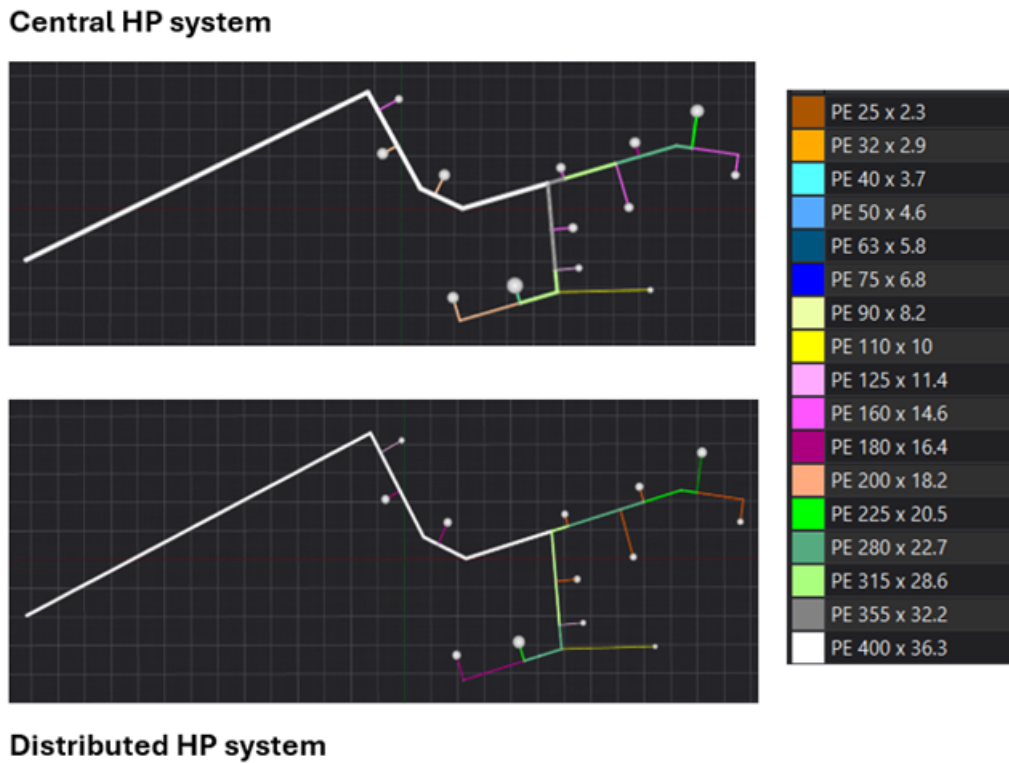 Central HP system
PE 25 x 2.3
PE 32 x 2.9
PE 40 x 3.7
PE 50 x 4.6
PE 63 x 5.8
PE 75 x 6.8
PE 90 x 8.2
PE 110 x 10
PE 125 x 11.4
PE 160 x 14.6
PE 180 x 16.4
PE 200 x 18.2
PE 225 x 20.5
PE 280 x 22.7
PE 315 x 28.6
PE 355 x 32.2
PE 400 x 36.3
Distributed HP system